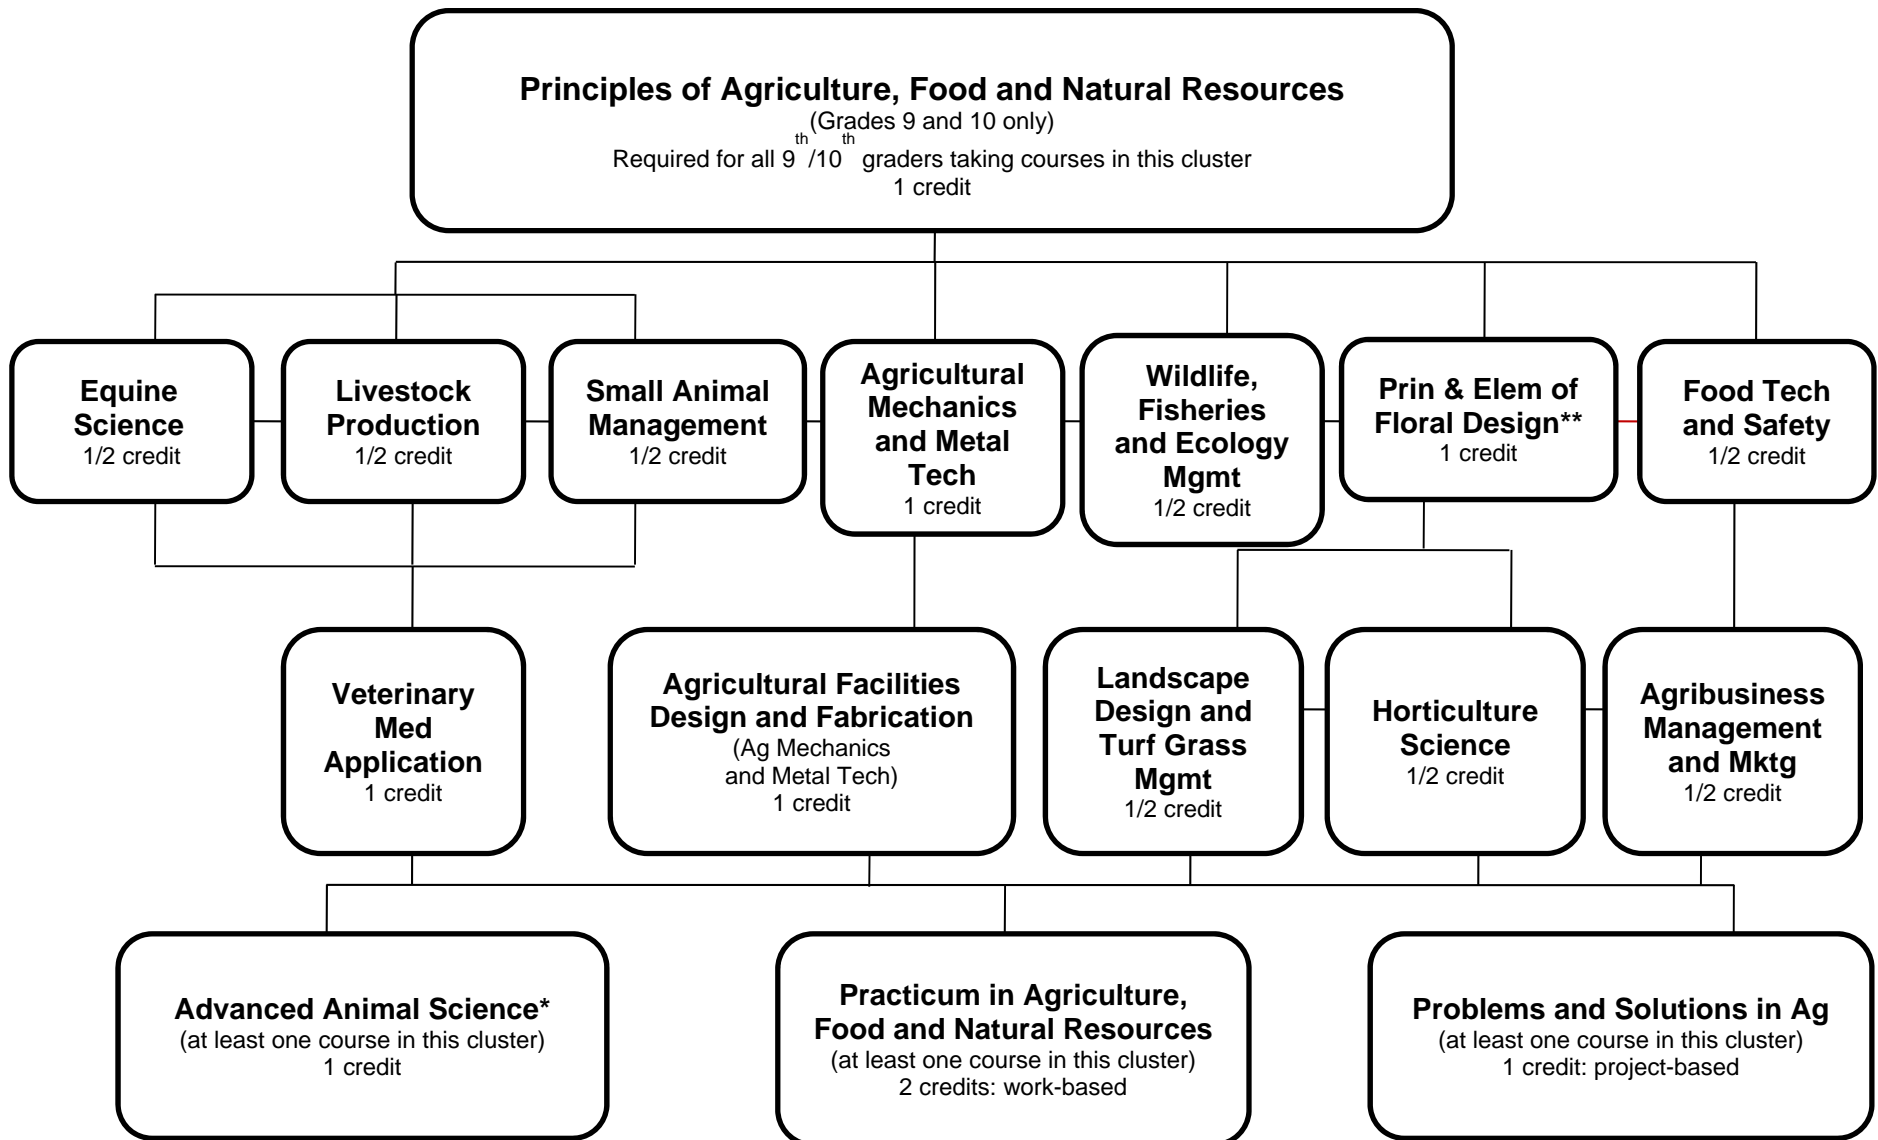 Principles of Agriculture, Food and Natural Resources
(Grades 9 and 10 only)
Required for all 9th/10th graders taking courses in this cluster
1 credit
Equine
Science
1/2 credit
Livestock
Production
1/2 credit
Small Animal
Management
1/2 credit
Agricultural
Mechanics
and Metal
Tech
1 credit
Wildlife,
Fisheries
and Ecology
Mgmt
1/2 credit
Prin & Elem of
Floral Design**
1 credit
Food Tech
and Safety
1/2 credit
Veterinary
Med
Application
1 credit
Agricultural Facilities
Design and Fabrication
(Ag Mechanics
and Metal Tech)
1 credit
Landscape
Design and
Turf Grass
Mgmt
1/2 credit
Horticulture
Science
1/2 credit
Agribusiness
Management
and Mktg
1/2 credit
Advanced Animal Science*
(at least one course in this cluster)
1 credit
Practicum in Agriculture,
Food and Natural Resources
(at least one course in this cluster)
2 credits: work-based
Problems and Solutions in Ag
(at least one course in this cluster)
1 credit: project-based